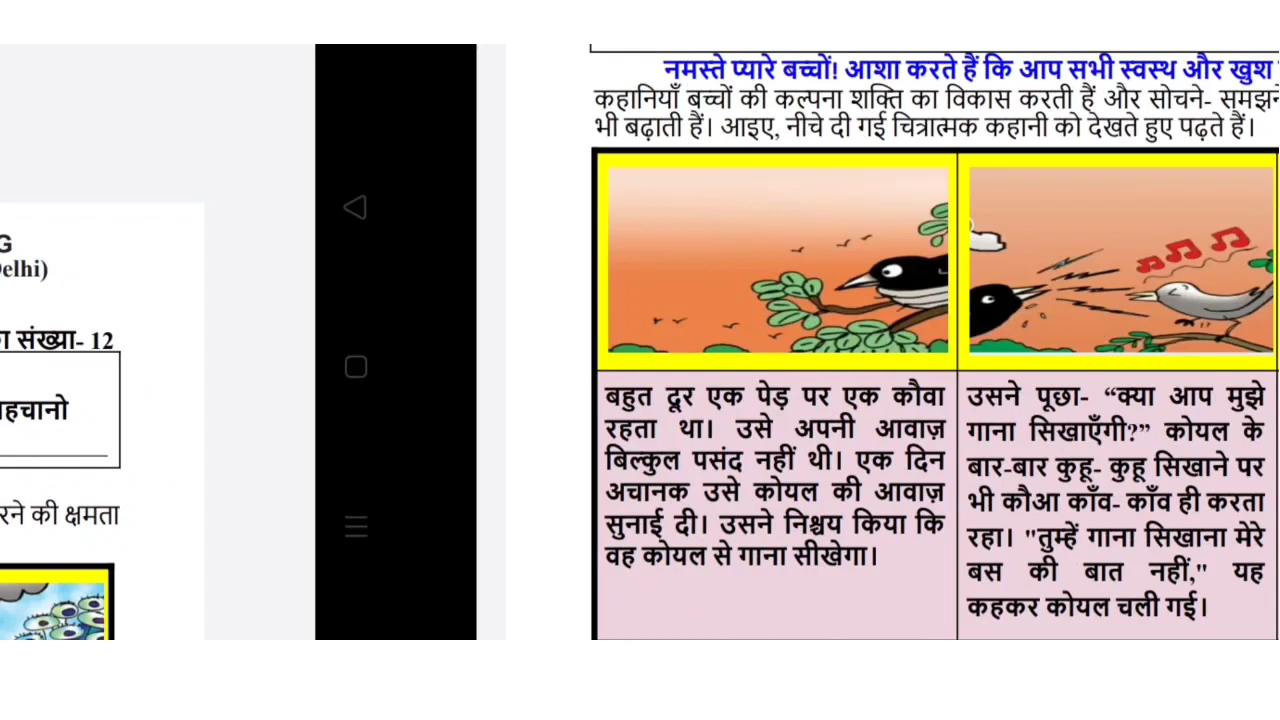 G
Delhi)
संख्या- 12
रने की क्षमता
नमस्ते प्यारे बच्चों! आशा करते हैं कि आप सभी स्वस्थ और खुश
कहानियाँ बच्चों की कल्पना शक्ति का विकास करती हैं और सोचने- समझने
भी बढ़ाती हैं। आइए, नीचे दी गई चित्रात्मक कहानी को देखते हुए पढ़ते हैं।
बहुत दूर एक पेड़ पर एक कौवा
रहता था। उसे अपनी आवाज़
बिल्कुल पसंद नहीं थी। एक दिन
अचानक उसे कोयल की आवाज़
सुनाई दी। उसने निश्चय किया कि
वह कोयल से गाना सीखेगा।
उसने पूछा- “क्या आप मुझे
गाना सिखाएँगी?” कोयल के
बार-बार कुहू- कुहू सिखाने पर
भी कौआ काँव- काँव ही करता
रहा। "तुम्हें गाना सिखाना मेरे
बस की बात नहीं," यह
कहकर कोयल चली गई।